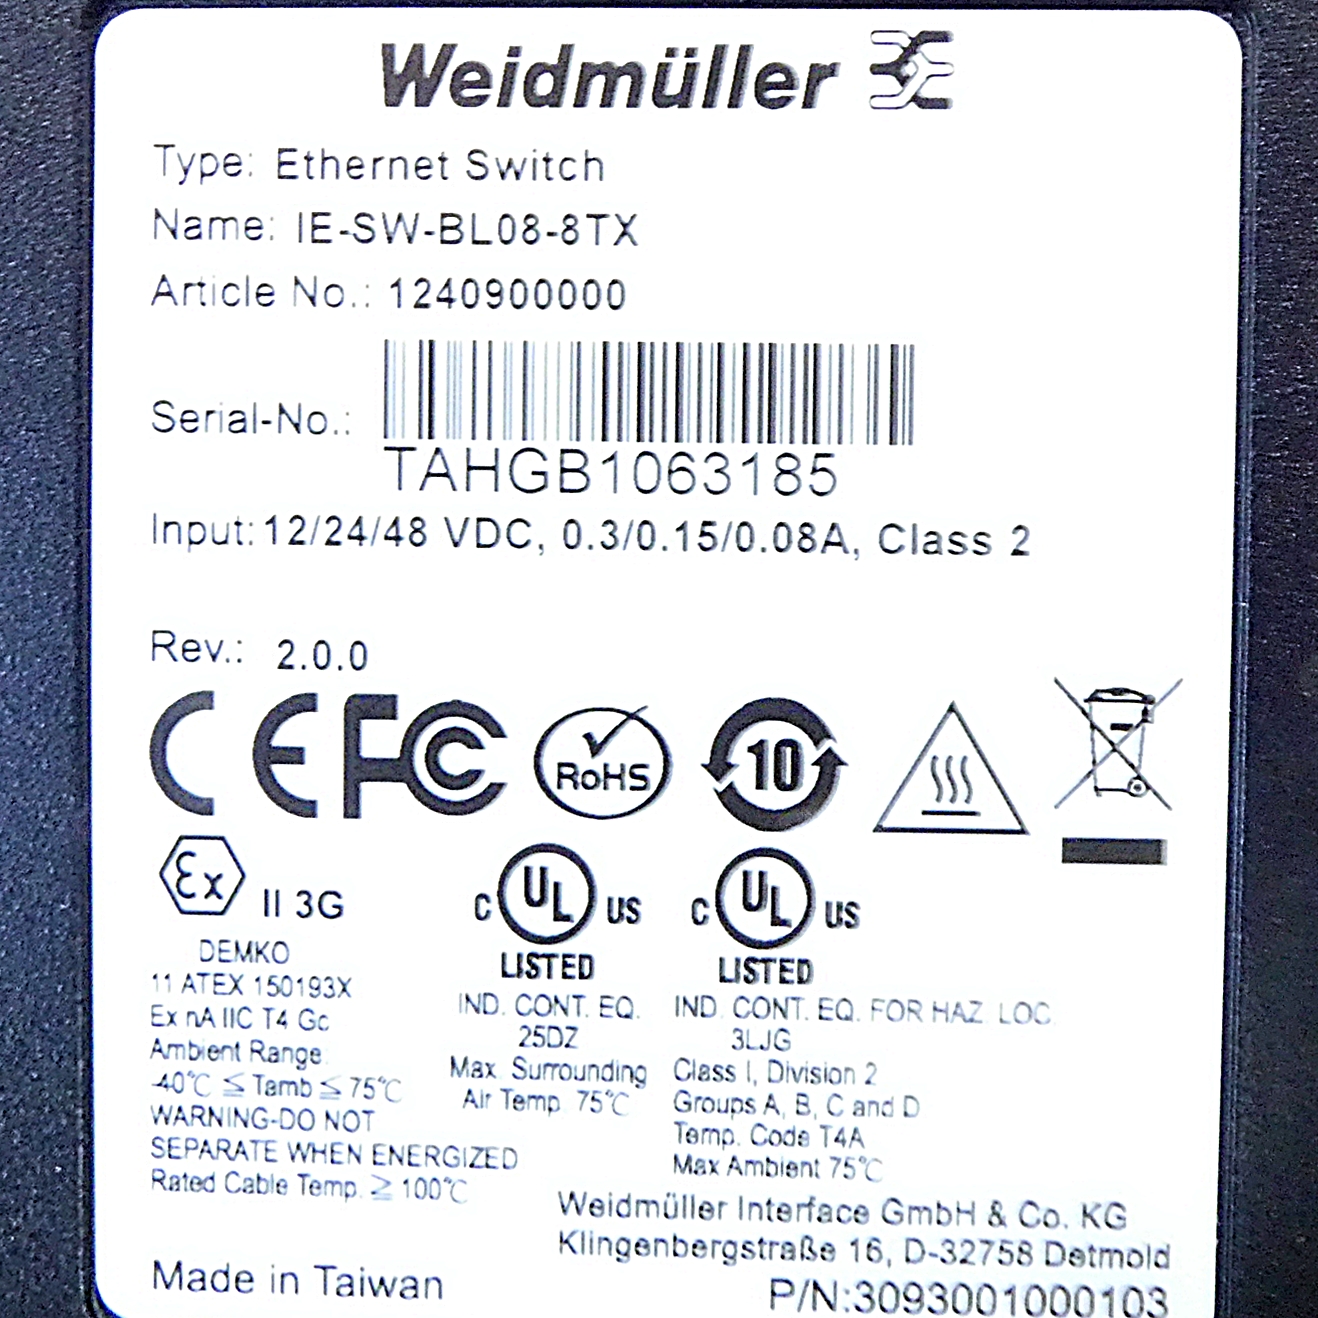 Weidmüller
Type: Ethernet Switch
Name: IE-SW-BL08-8TX
Article No.: 1240900000
Serial-No.:
TAHGB1063185
Input: 12/24/48 VDC, 0.3/0.15/0.08A, Class 2
Rev.: 2.0.0
CE FC RoHS 10
Ex II 3G
DEMKO
11 ATEX 150193X
Ex nA IIC T4 Gc
Ambient Range:
-40°C ≤ Tamb ≤ 75°C
WARNING-DO NOT
SEPARATE WHEN ENERGIZED
Rated Cable Temp. ≧ 100°C
C UL US
LISTED
IND. CONT. EQ.
25DZ
Max. Surrounding
Air Temp. 75°C
C UL US
LISTED
IND. CONT. EQ. FOR HAZ. LOC.
3LJG
Class I, Division 2
Groups A, B, C and D
Temp. Code T4A
Max Ambient 75°C
Weidmüller Interface GmbH & Co. KG
Klingenbergstraße 16, D-32758 Detmold
Made in Taiwan
P/N:3093001000103